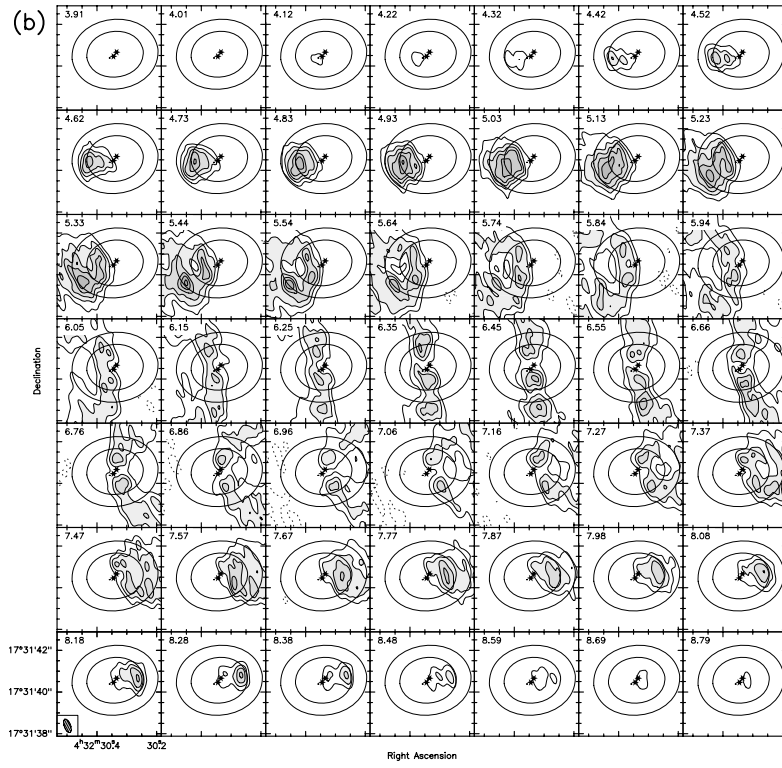 (b)
3.91 4.01 4.12 4.22 4.32 4.42 4.52
4.62 4.73 4.83 4.93 5.03 5.13 5.23
5.33 5.44 5.54 5.64 5.74 5.84 5.94
6.05 6.15 6.25 6.35 6.45 6.55 6.66
Declination
6.76 6.86 6.96 7.06 7.16 7.27 7.37
7.47 7.57 7.67 7.77 7.87 7.98 8.08
8.18 8.28 8.38 8.48 8.59 8.69 8.79
17°31'42"
17°31'40"
17°31'38"
4ʰ32ᵐ30ˢ.4 30ˢ.2
Right Ascension